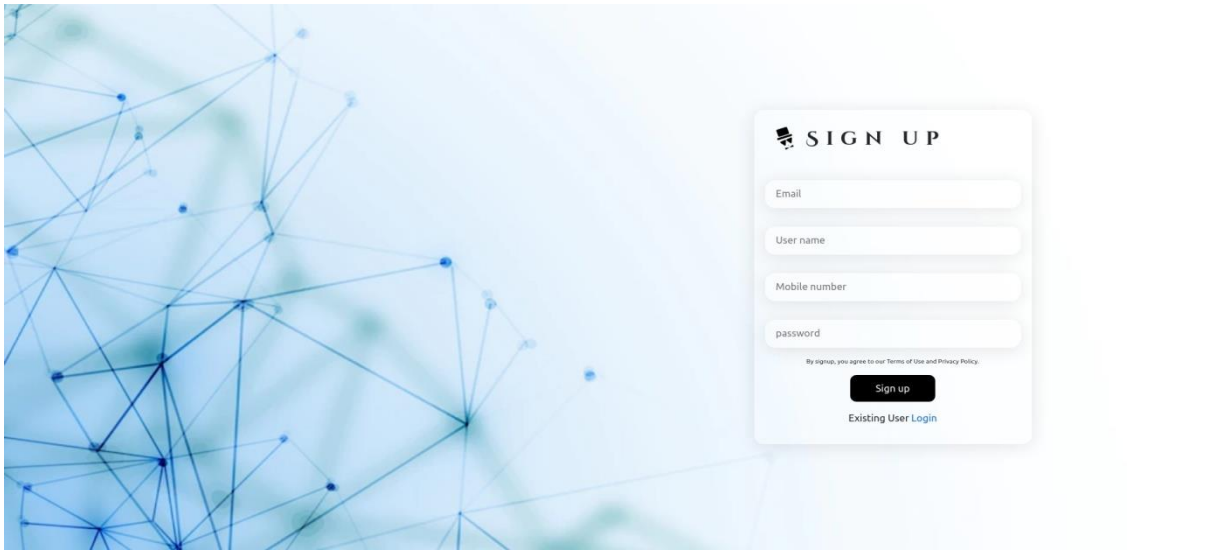 SIGN UP
Email
User name
Mobile number
password
By signup, you agree to our Terms of Use and Privacy Policy.
Sign up
Existing User Login